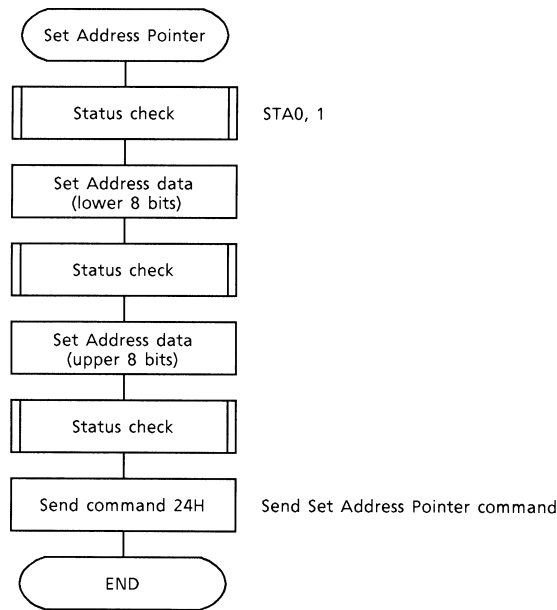 Set Address Pointer
Status check
STA0, 1
Set Address data
(lower 8 bits)
Status check
Set Address data
(upper 8 bits)
Status check
Send command 24H
Send Set Address Pointer command
END